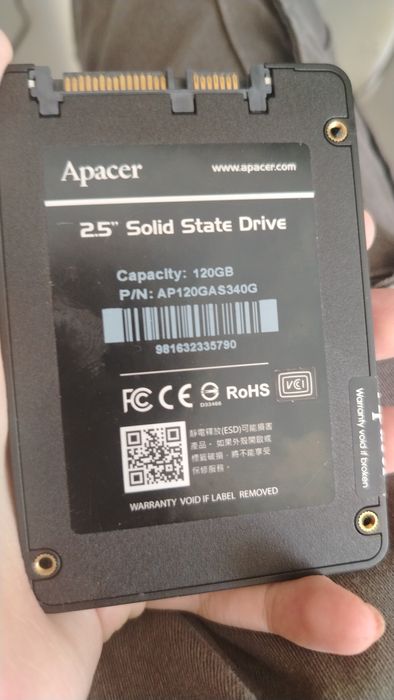 Apacer
www.apacer.com
2.5" Solid State Drive
Capacity: 120GB
P/N: AP120GAS340G
981632335790
FC CE D33468 RoHS VCI
靜電釋放(ESD)可能損害
產品。如果外殼開啟或
標籤破損，將不能享受
保修服務。
WARRANTY VOID IF LABEL REMOVED
Warranty void if broken